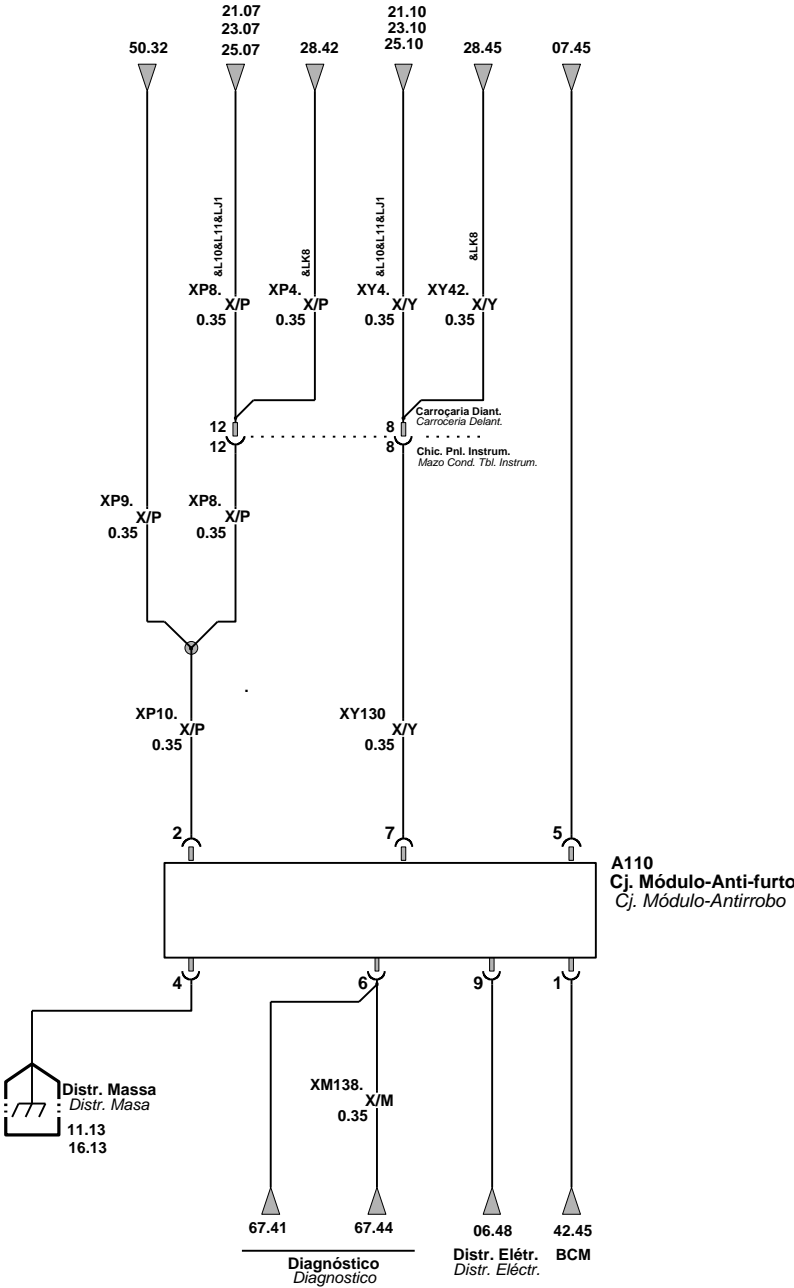 21.07
23.07
25.07
21.10
23.10
25.10
50.32
28.42
28.45
07.45
&L10&L11&LJ1
&LK8
&L10&L11&LJ1
&LK8
XP8.
X/P
0.35
XP4.
X/P
0.35
XY4.
X/Y
0.35
XY42.
X/Y
0.35
12
12
8
8
Carroçaria Diant.
Carroceria Delant.
Chic. Pnl. Instrum.
Mazo Cond. Tbl. Instrum.
XP9.
X/P
0.35
XP8.
X/P
0.35
XP10.
X/P
0.35
XY130
X/Y
0.35
2
7
5
A110
Cj. Módulo-Anti-furto
Cj. Módulo-Antirrobo
4
6
9
1
Distr. Massa
Distr. Masa
11.13
16.13
XM138.
X/M
0.35
67.41
67.44
06.48
42.45
Diagnóstico
Diagnostico
Distr. Elétr.
Distr. Eléctr.
BCM